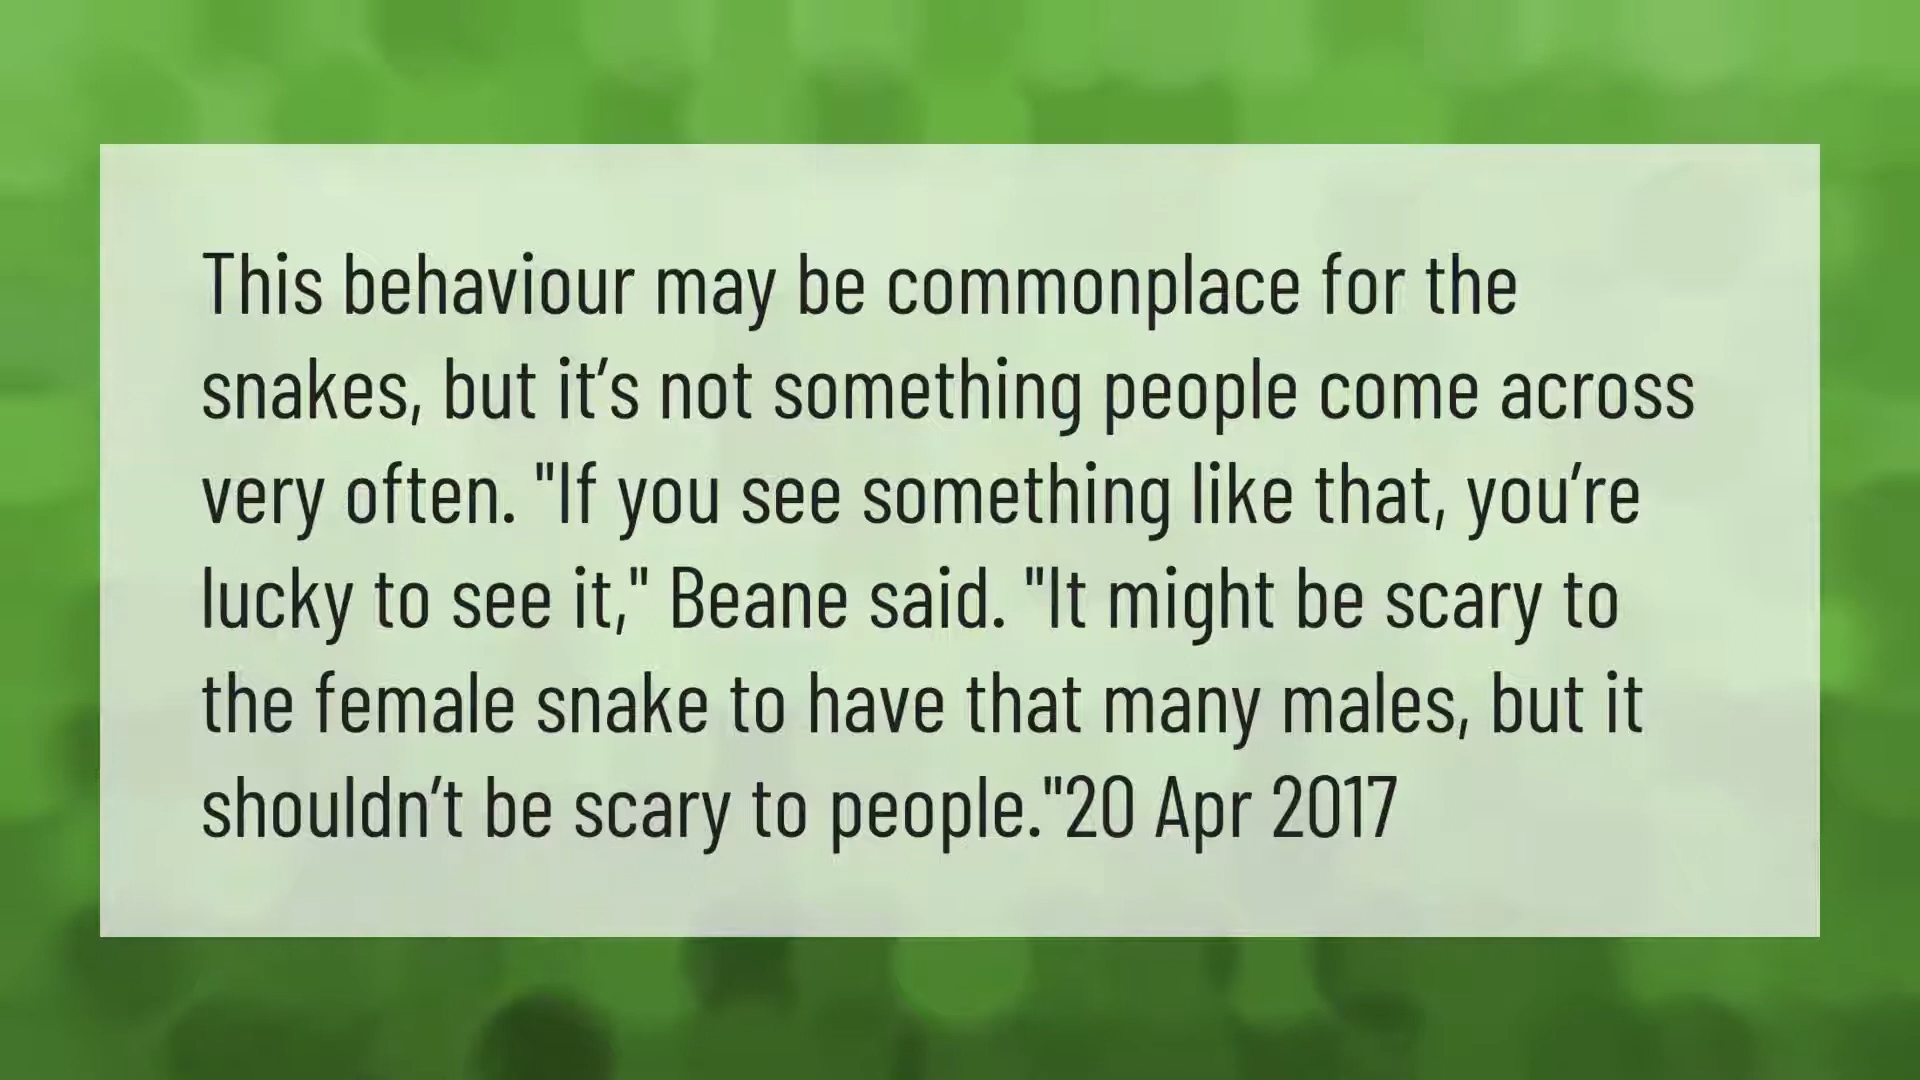 This behaviour may be commonplace for the
snakes, but it’s not something people come across
very often. "If you see something like that, you’re
lucky to see it," Beane said. "It might be scary to
the female snake to have that many males, but it
shouldn’t be scary to people."20 Apr 2017